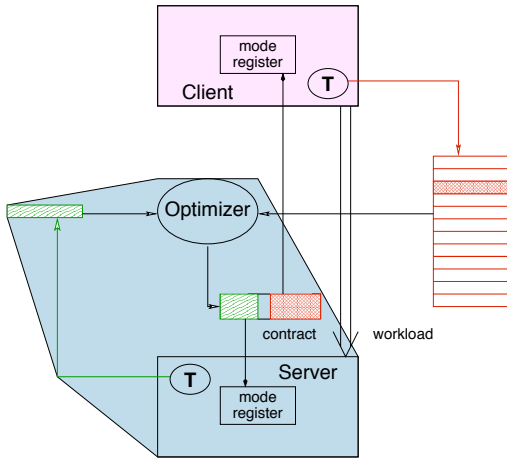 mode
register
Client
T
Optimizer
contract
workload
Server
T
mode
register